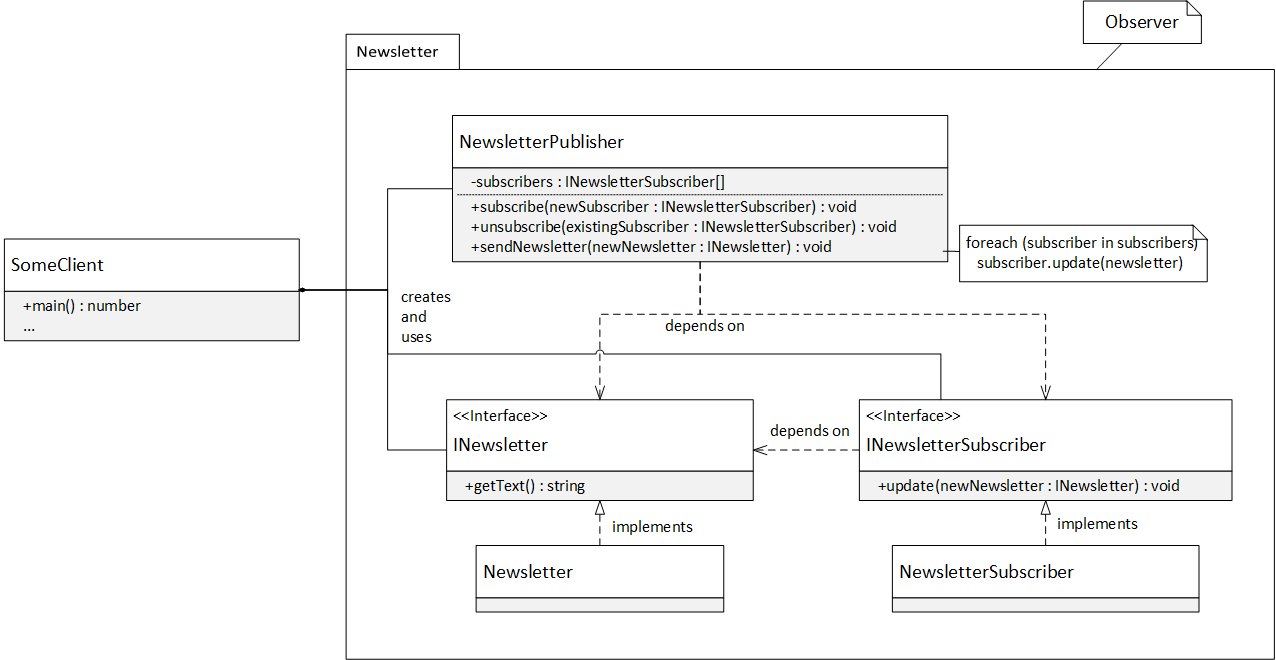 Observer
Newsletter
NewsletterPublisher
-subscribers : INewsletterSubscriber[]
+subscribe(newSubscriber : INewsletterSubscriber) : void
+unsubscribe(existingSubscriber : INewsletterSubscriber) : void
+sendNewsletter(newNewsletter : INewsletter) : void
foreach (subscriber in subscribers)
subscriber.update(newsletter)
SomeClient
+main() : number
...
creates
and
uses
depends on
<<Interface>>
INewsletter
+getText() : string
depends on
<<Interface>>
INewsletterSubscriber
+update(newNewsletter : INewsletter) : void
implements
implements
Newsletter
NewsletterSubscriber